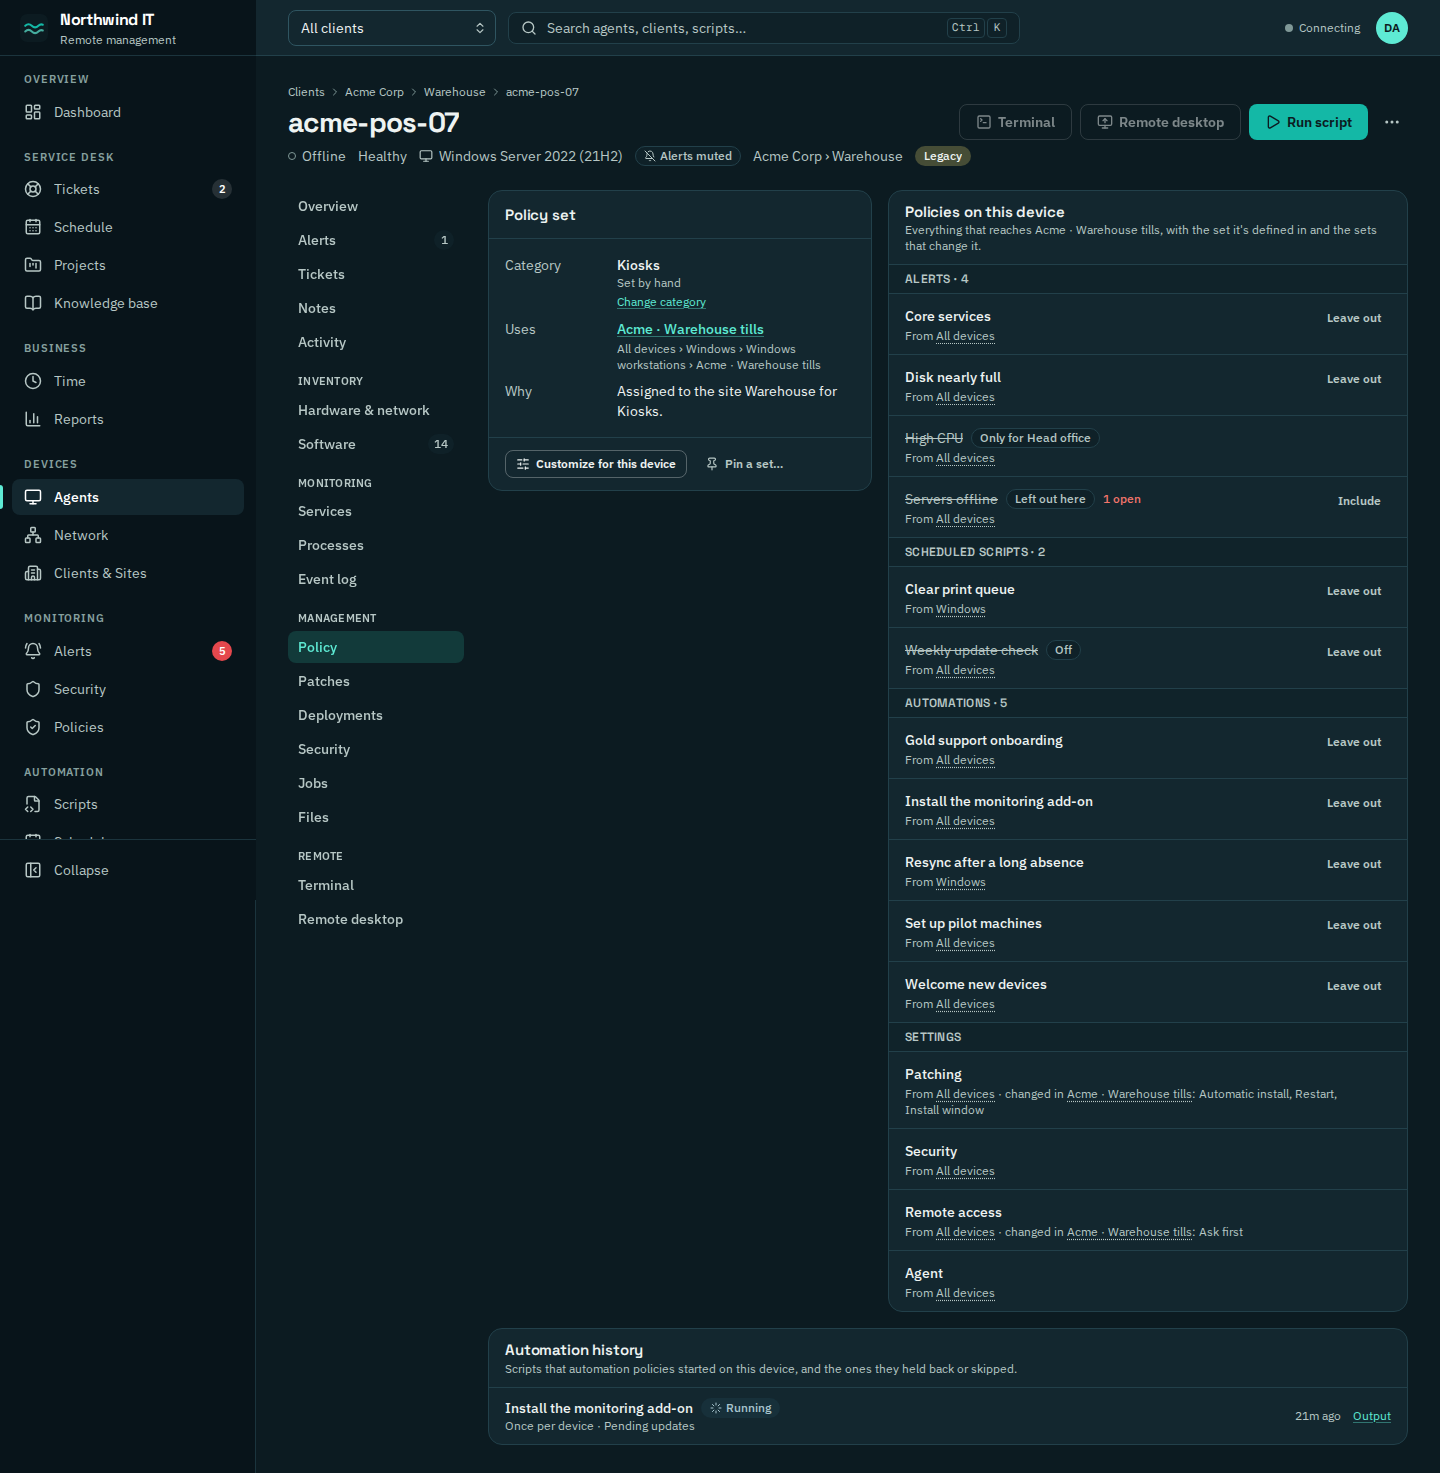 Northwind IT
Remote management
All clients
Search agents, clients, scripts...
Ctrl K
Connecting
DA
OVERVIEW
Dashboard
SERVICE DESK
Tickets 2
Schedule
Projects
Knowledge base
BUSINESS
Time
Reports
DEVICES
Agents
Network
Clients & Sites
MONITORING
Alerts 5
Security
Policies
AUTOMATION
Scripts
Collapse
Clients > Acme Corp > Warehouse > acme-pos-07
acme-pos-07
Terminal
Remote desktop
Run script
Offline Healthy Windows Server 2022 (21H2) Alerts muted Acme Corp › Warehouse Legacy
Overview
Alerts 1
Tickets
Notes
Activity
INVENTORY
Hardware & network
Software 14
MONITORING
Services
Processes
Event log
MANAGEMENT
Policy
Patches
Deployments
Security
Jobs
Files
REMOTE
Terminal
Remote desktop
Policy set
Category Kiosks
Set by hand
Change category
Uses Acme · Warehouse tills
All devices › Windows › Windows
workstations › Acme · Warehouse tills
Why Assigned to the site Warehouse for
Kiosks.
Customize for this device
Pin a set...
Policies on this device
Everything that reaches Acme · Warehouse tills, with the set it's defined in and the sets
that change it.
ALERTS · 4
Core services Leave out
From All devices
Disk nearly full Leave out
From All devices
High CPU Only for Head office
From All devices
Servers offline Left out here 1 open Include
From All devices
SCHEDULED SCRIPTS · 2
Clear print queue Leave out
From Windows
Weekly update check Off Leave out
From All devices
AUTOMATIONS · 5
Gold support onboarding Leave out
From All devices
Install the monitoring add-on Leave out
From All devices
Resync after a long absence Leave out
From Windows
Set up pilot machines Leave out
From All devices
Welcome new devices Leave out
From All devices
SETTINGS
Patching
From All devices · changed in Acme · Warehouse tills: Automatic install, Restart,
Install window
Security
From All devices
Remote access
From All devices · changed in Acme · Warehouse tills: Ask first
Agent
From All devices
Automation history
Scripts that automation policies started on this device, and the ones they held back or skipped.
Install the monitoring add-on Running
Once per device · Pending updates
21m ago Output